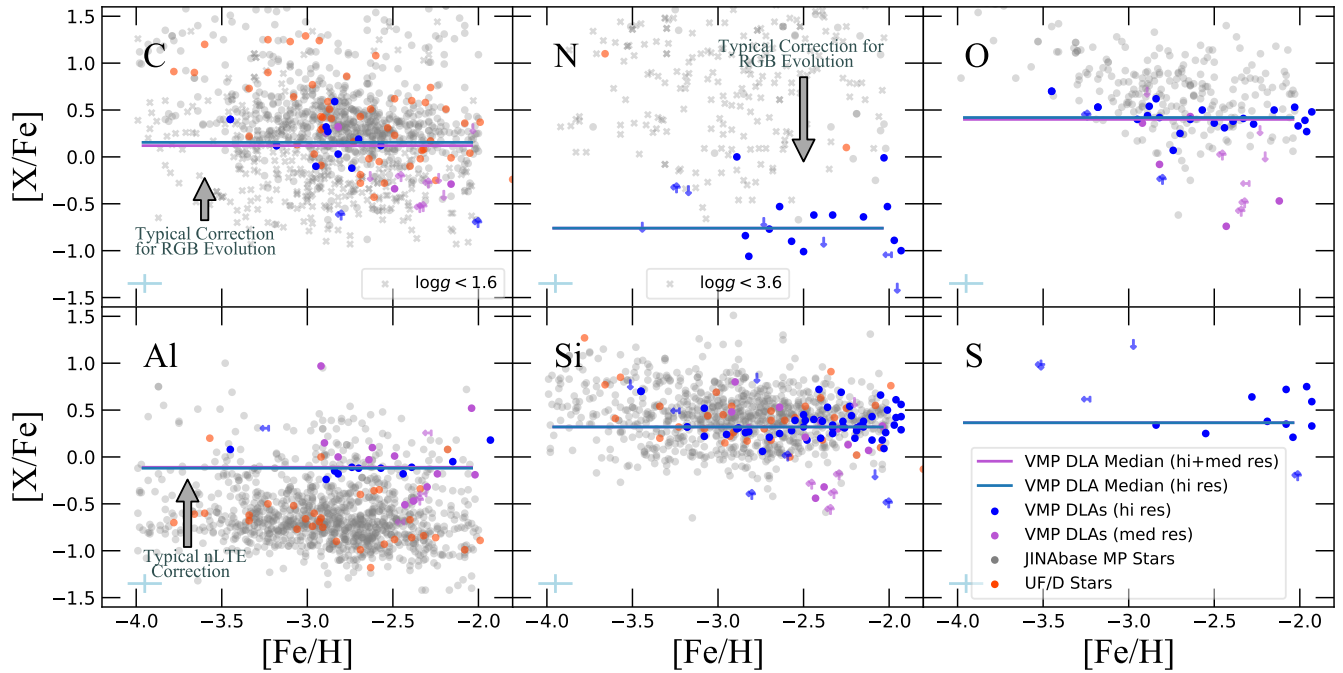 C
N
O
Typical Correction for
RGB Evolution
Typical Correction
for RGB Evolution
logg < 1.6
logg < 3.6
1.5
1.0
0.5
0.0
−0.5
−1.0
−1.5
[X/Fe]
Al
Si
S
Typical nLTE
Correction
VMP DLA Median (hi+med res)
VMP DLA Median (hi res)
VMP DLAs (hi res)
VMP DLAs (med res)
JINAbase MP Stars
UF/D Stars
1.5
1.0
0.5
0.0
−0.5
−1.0
−1.5
[X/Fe]
−4.0 −3.5 −3.0 −2.5 −2.0
−4.0 −3.5 −3.0 −2.5 −2.0
−4.0 −3.5 −3.0 −2.5 −2.0
[Fe/H]
[Fe/H]
[Fe/H]